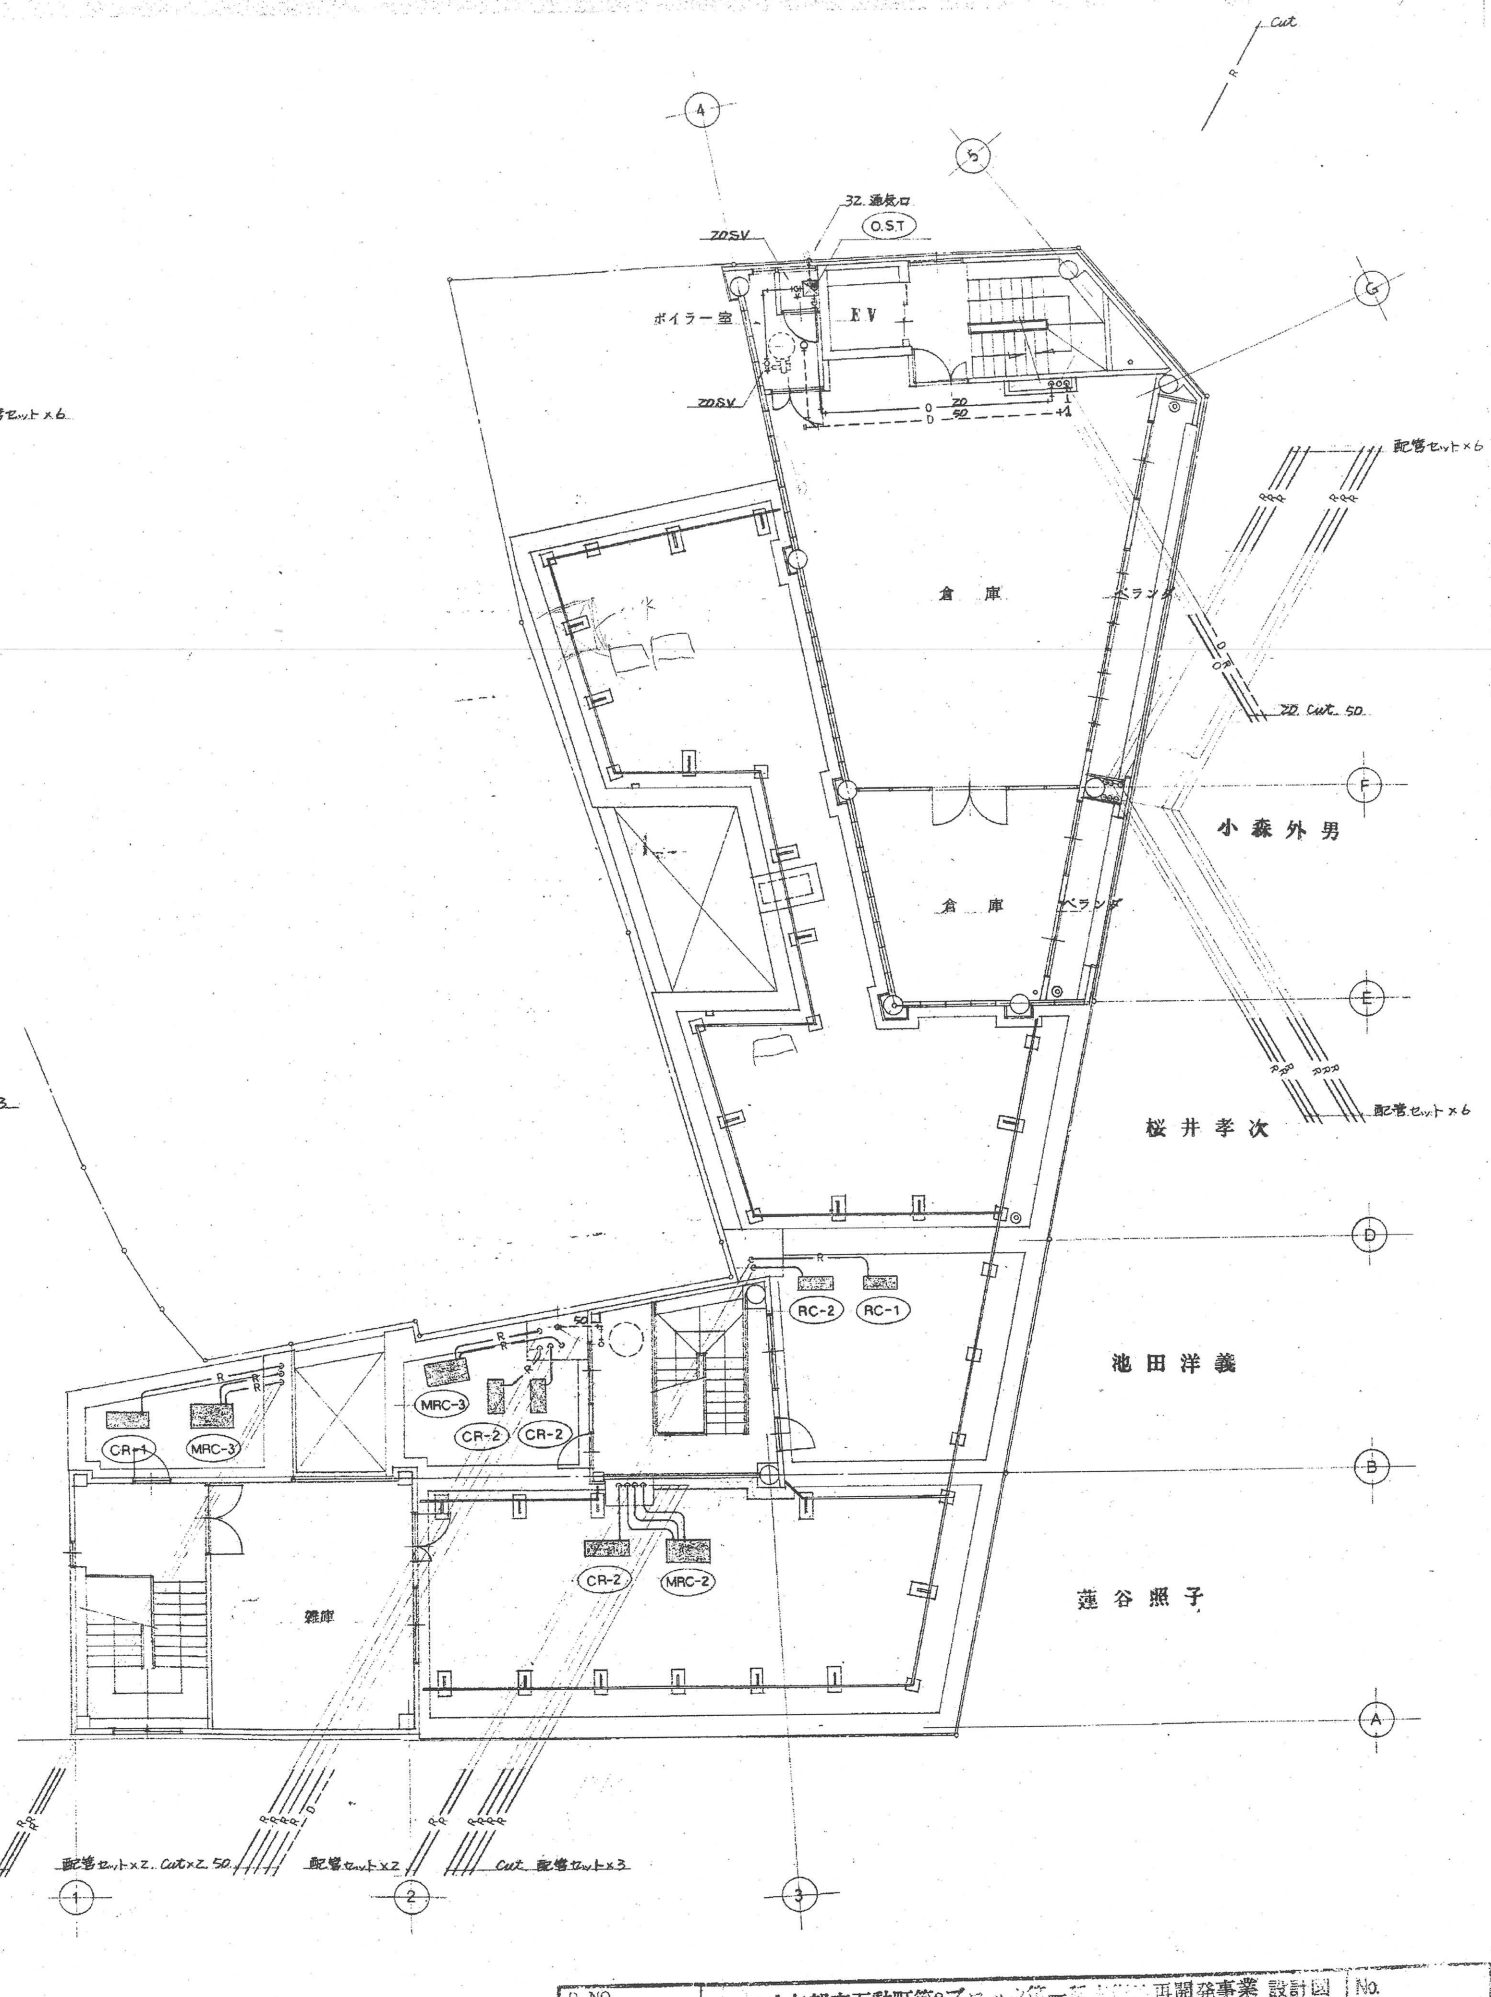 Cut
R
4
5
32. 通気口
O.S.T
20SV
G
ボイラー室
EV
20SV
O 20
D 50
管セット×6
配管セット×6
R R R
R R R
倉庫
ベランダ
D
R
O
20. Cut. 50
F
小森外男
倉庫
ベランダ
E
R R R
R R R
配管セット×6
桜井孝次
D
R
RC-2
RC-1
50
R
R
池田洋義
R
R
R
MRC-3
CR-2
CR-2
CR-1
MRC-3
B
CR-2
MRC-2
蓮谷照子
雑庫
A
R R R
R R R R D
R R
R R R R
配管セット×2. Cut×2. 50
配管セット×2
Cut 配管セット×3
1
2
3
再開発事業 設計図
No.